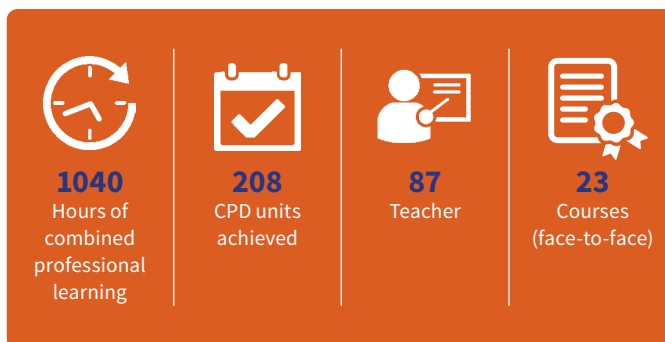 1040
Hours of
combined
professional
learning
208
CPD units
achieved
87
Teacher
23
Courses
(face-to-face)